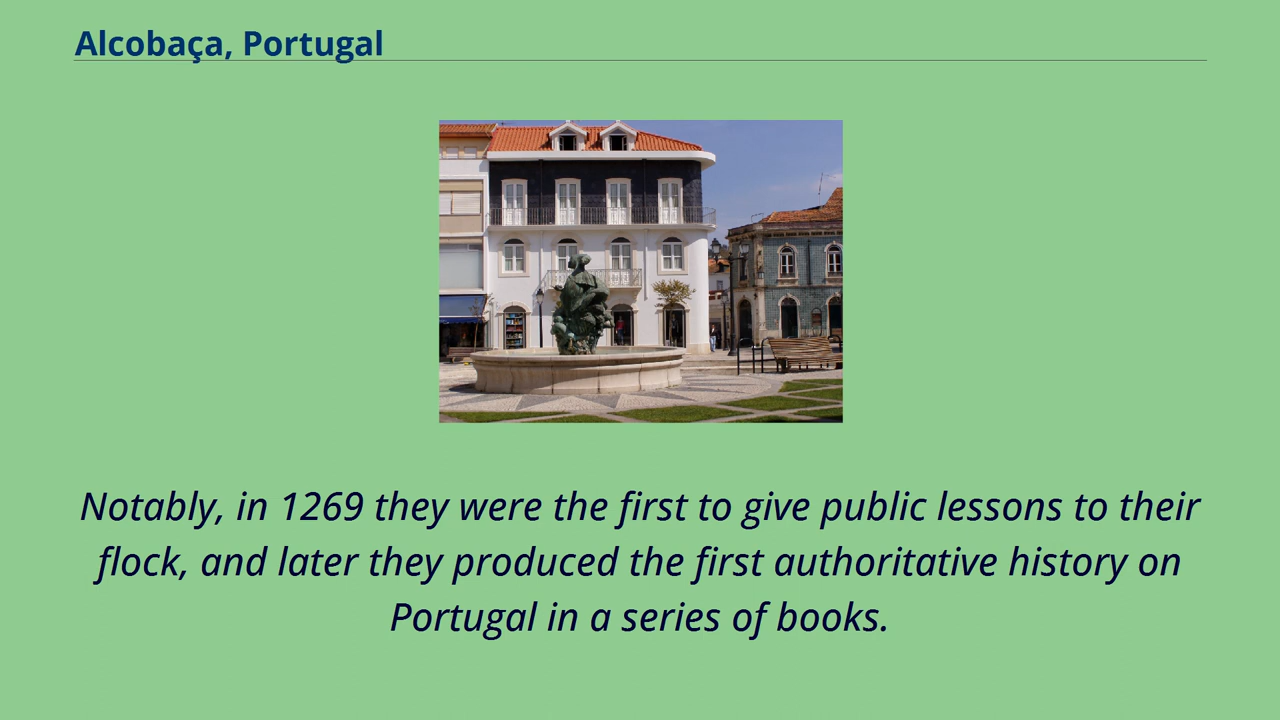 Alcobaça, Portugal
Notably, in 1269 they were the first to give public lessons to their
flock, and later they produced the first authoritative history on
Portugal in a series of books.